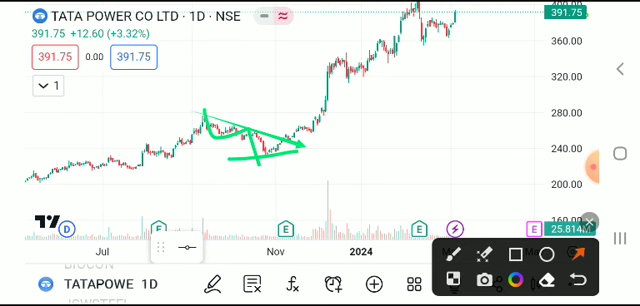 TATA POWER CO LTD · 1D · NSE
391.75 +12.60 (+3.32%)
391.75 0.00 391.75
1
391.75
360.00
320.00
280.00
240.00
200.00
160.00
25.814M
D E E E E
Jul Nov 2024
TATAPOWE 1D